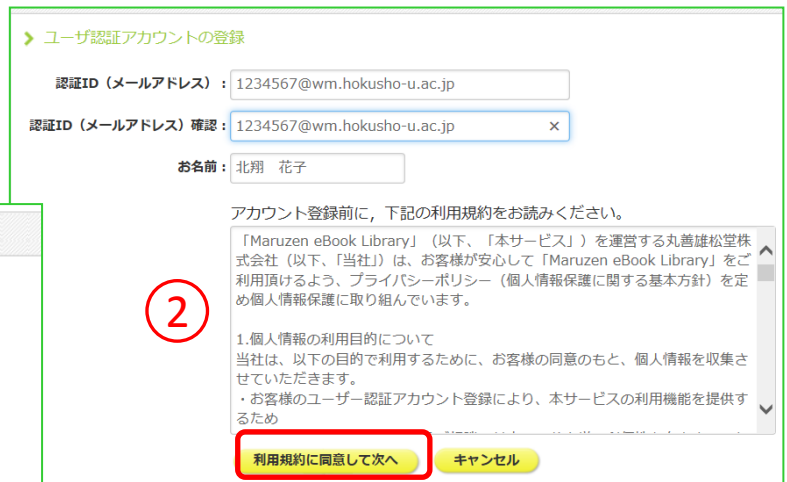 ユーザ認証アカウントの登録
認証ID（メールアドレス）： 1234567@wm.hokusho-u.ac.jp
認証ID（メールアドレス）確認： 1234567@wm.hokusho-u.ac.jp ×
お名前： 北翔　花子
アカウント登録前に，下記の利用規約をお読みください。
「Maruzen eBook Library」（以下、「本サービス」）を運営する丸善雄松堂株
式会社（以下、「当社」）は、お客様が安心して「Maruzen eBook Library」をご
利用頂けるよう、プライバシーポリシー（個人情報保護に関する基本方針）を定
め個人情報保護に取り組んでいます。
②
1.個人情報の利用目的について
当社は、以下の目的で利用するために、お客様の同意のもと、個人情報を収集さ
せていただきます。
・お客様のユーザー認証アカウント登録により、本サービスの利用機能を提供す
るため
利用規約に同意して次へ キャンセル